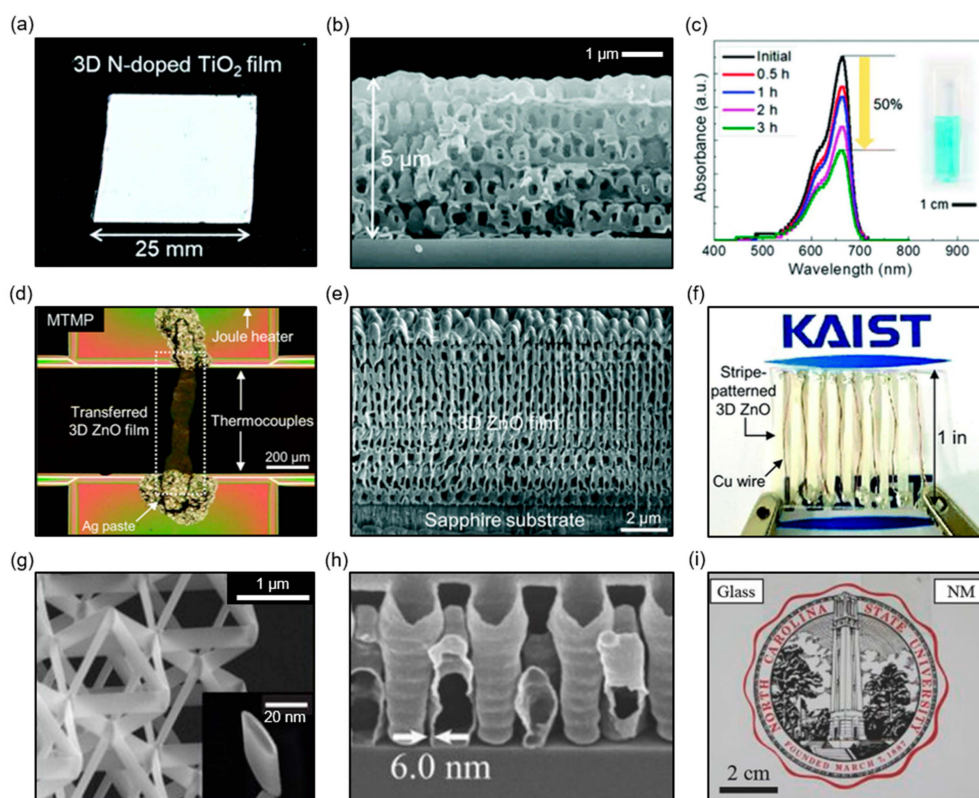 (a)
3D N-doped TiO₂ film
25 mm
(b)
1 μm
5 μm
(c)
Absorbance (a.u.)
Initial
0.5 h
1 h
2 h
3 h
50%
1 cm
400 500 600 700 800 900
Wavelength (nm)
(d)
MTMP
Joule heater
Transferred
3D ZnO film
Thermocouples
200 μm
Ag paste
(e)
3D ZnO film
Sapphire substrate
2 μm
(f)
KAIST
Stripe-
patterned
3D ZnO
1 in
Cu wire
(g)
1 μm
20 nm
(h)
6.0 nm
(i)
Glass
NM
NORTH CAROLINA STATE UNIVERSITY
FOUNDED MARCH 7, 1887
2 cm